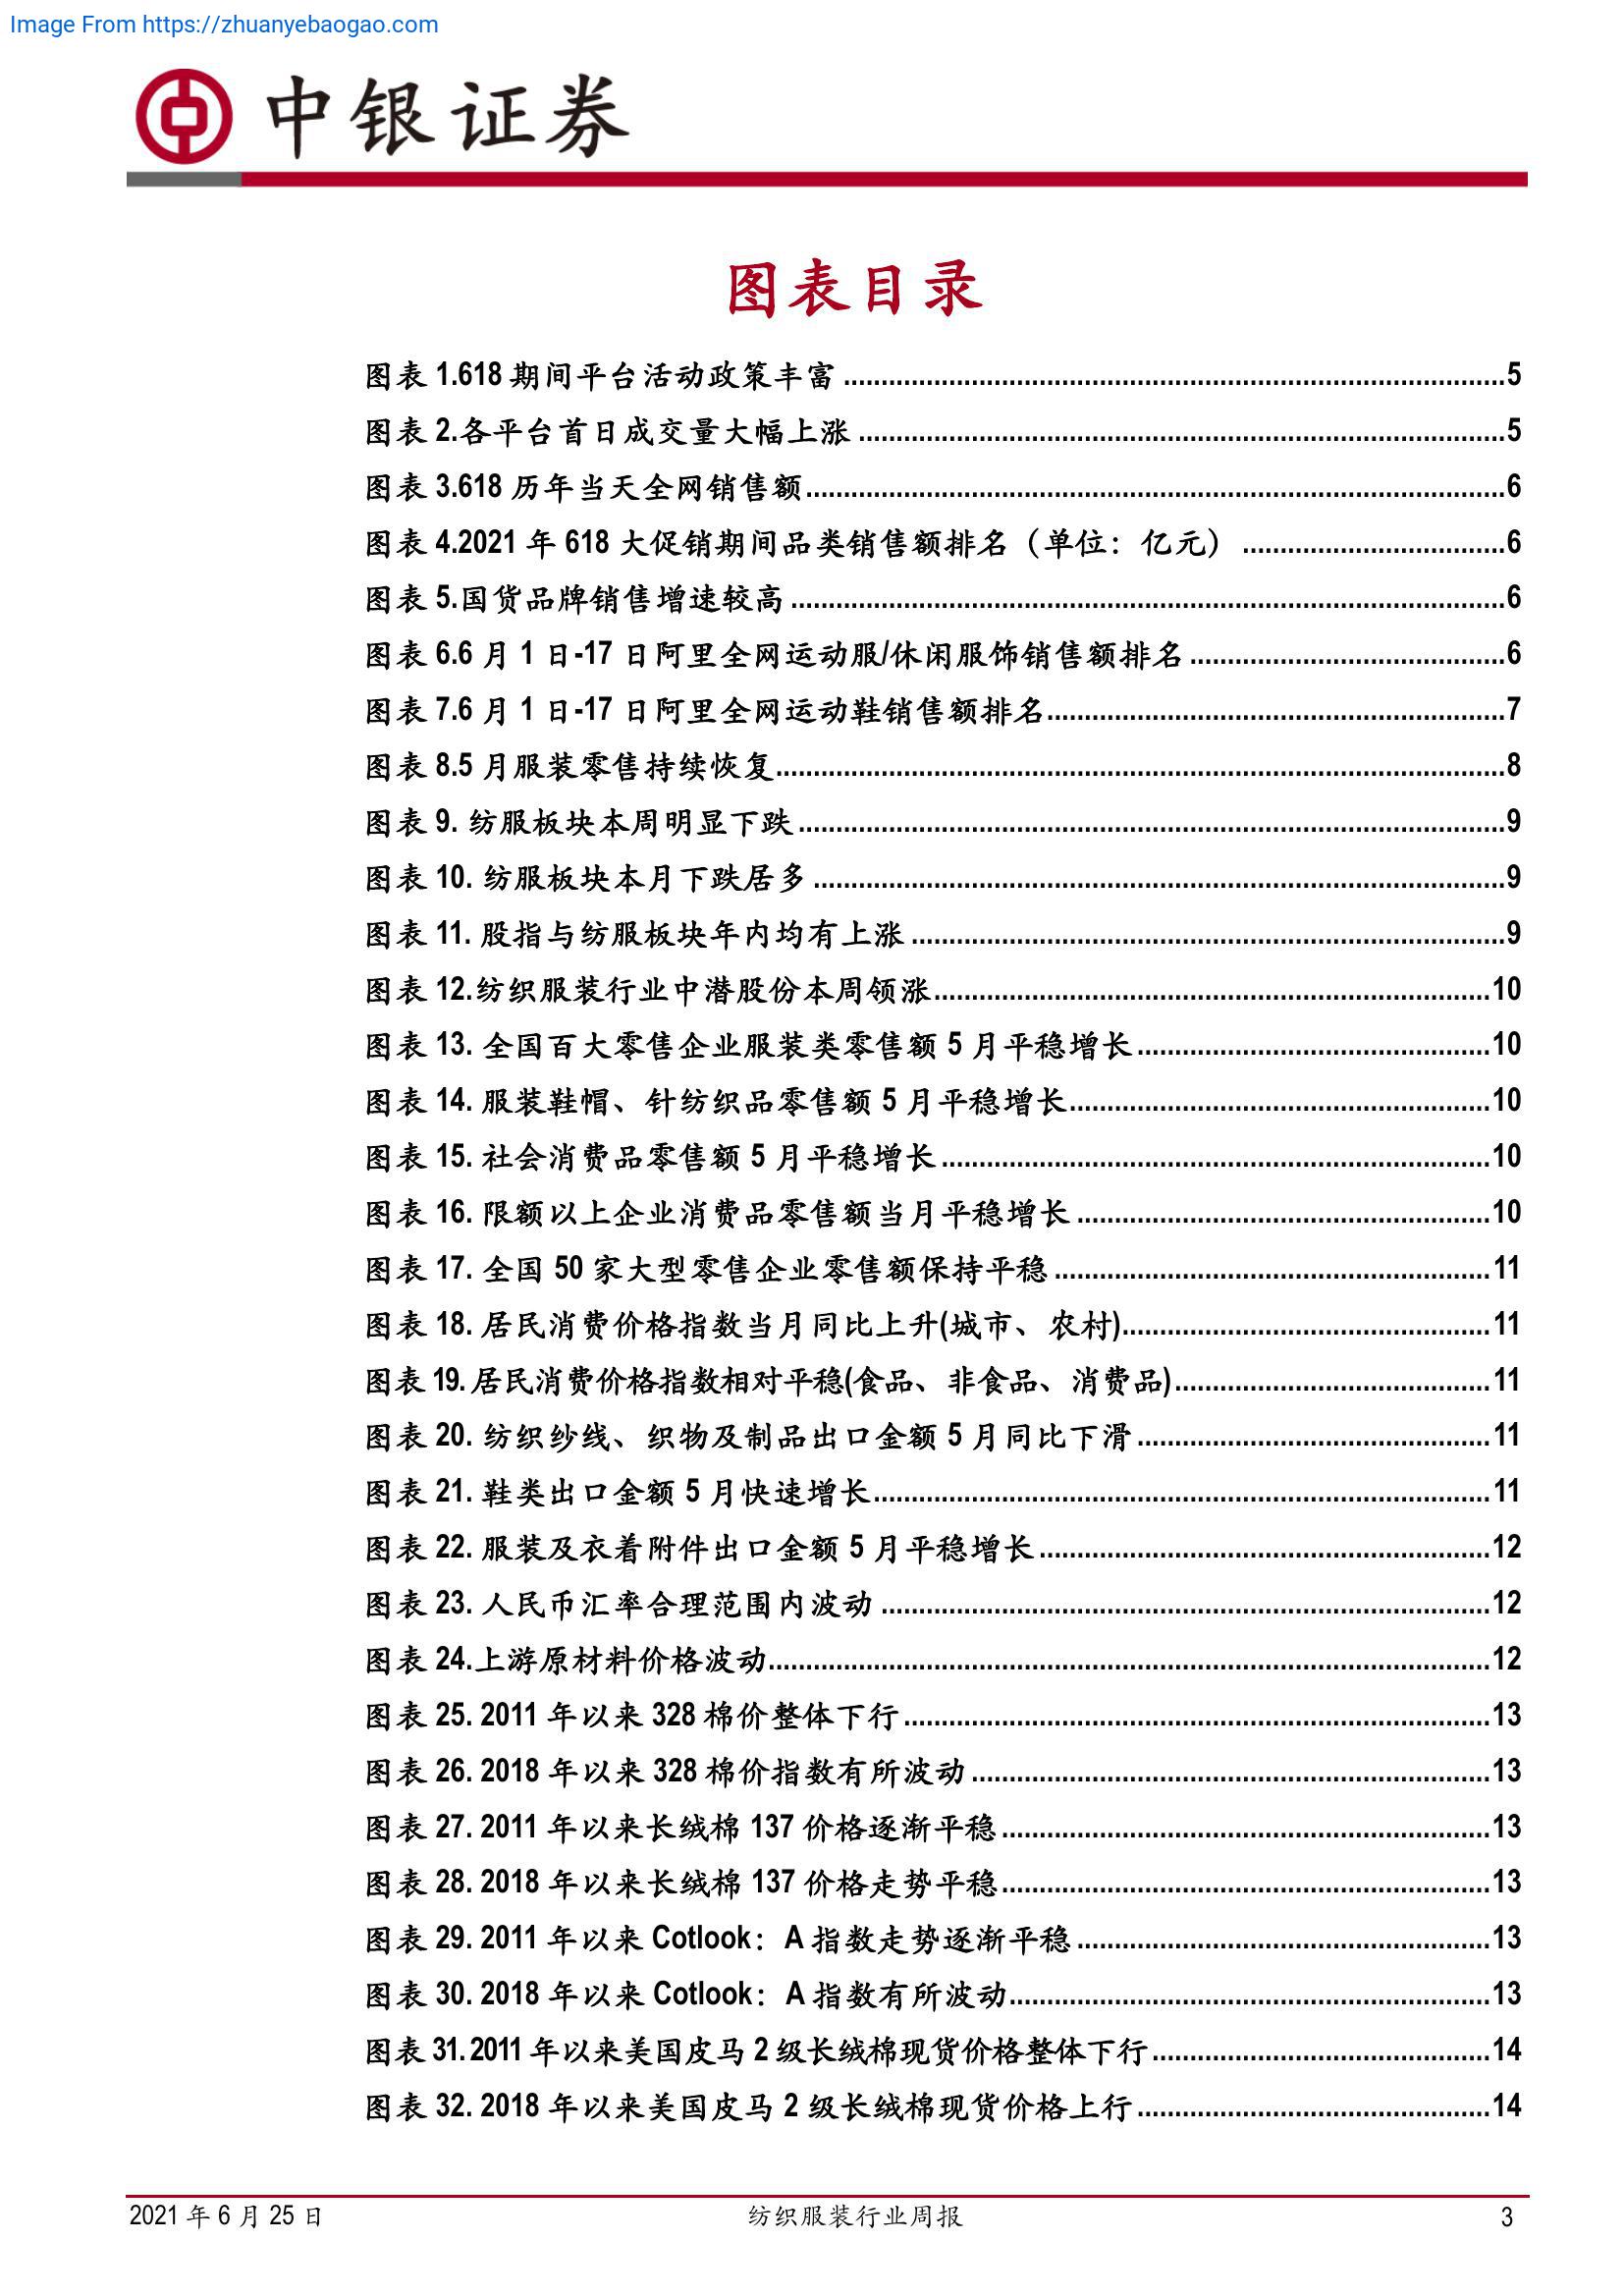 Image From https://zhuanyebaogao.com
中银证券
图表目录
图表 1.618 期间平台活动政策丰富 ........ 5
图表 2.各平台首日成交量大幅上涨 ........ 5
图表 3.618 历年当天全网销售额........ 6
图表 4.2021 年 618 大促销期间品类销售额排名（单位：亿元） ........ 6
图表 5.国货品牌销售增速较高 ........ 6
图表 6.6 月 1 日-17 日阿里全网运动服/休闲服饰销售额排名 ........ 6
图表 7.6 月 1 日-17 日阿里全网运动鞋销售额排名........ 7
图表 8.5 月服装零售持续恢复........ 8
图表 9. 纺服板块本周明显下跌 ........ 9
图表 10. 纺服板块本月下跌居多 ........ 9
图表 11. 股指与纺服板块年内均有上涨 ........ 9
图表 12.纺织服装行业中潜股份本周领涨........ 10
图表 13. 全国百大零售企业服装类零售额 5 月平稳增长 ........ 10
图表 14. 服装鞋帽、针纺织品零售额 5 月平稳增长........ 10
图表 15. 社会消费品零售额 5 月平稳增长 ........ 10
图表 16. 限额以上企业消费品零售额当月平稳增长 ........ 10
图表 17. 全国 50 家大型零售企业零售额保持平稳 ........ 11
图表 18. 居民消费价格指数当月同比上升(城市、农村)........ 11
图表 19. 居民消费价格指数相对平稳(食品、非食品、消费品)........ 11
图表 20. 纺织纱线、织物及制品出口金额 5 月同比下滑 ........ 11
图表 21. 鞋类出口金额 5 月快速增长........ 11
图表 22. 服装及衣着附件出口金额 5 月平稳增长 ........ 12
图表 23. 人民币汇率合理范围内波动 ........ 12
图表 24.上游原材料价格波动........ 12
图表 25. 2011 年以来 328 棉价整体下行 ........ 13
图表 26. 2018 年以来 328 棉价指数有所波动 ........ 13
图表 27. 2011 年以来长绒棉 137 价格逐渐平稳 ........ 13
图表 28. 2018 年以来长绒棉 137 价格走势平稳 ........ 13
图表 29. 2011 年以来 Cotlook：A 指数走势逐渐平稳 ........ 13
图表 30. 2018 年以来 Cotlook：A 指数有所波动........ 13
图表 31. 2011 年以来美国皮马 2 级长绒棉现货价格整体下行 ........ 14
图表 32. 2018 年以来美国皮马 2 级长绒棉现货价格上行 ........ 14
2021 年 6 月 25 日 纺织服装行业周报 3